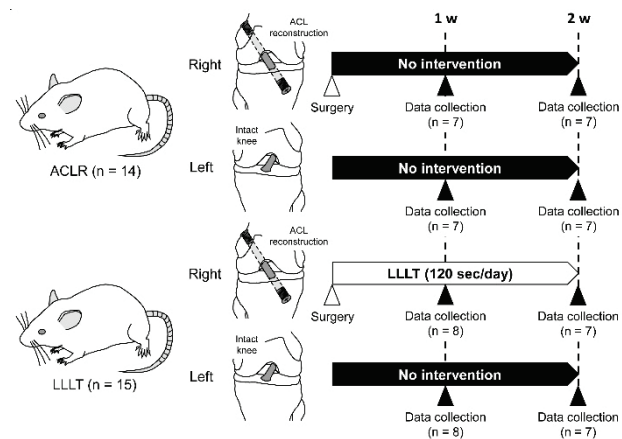 1 w
2 w
Right
ACL
reconstruction
No intervention
Surgery
Data collection
(n = 7)
Data collection
(n = 7)
ACLR (n = 14)
Left
Intact
knee
No intervention
Data collection
(n = 7)
Data collection
(n = 7)
Right
ACL
reconstruction
LLLT (120 sec/day)
Surgery
Data collection
(n = 8)
Data collection
(n = 7)
LLLT (n = 15)
Left
Intact
knee
No intervention
Data collection
(n = 8)
Data collection
(n = 7)